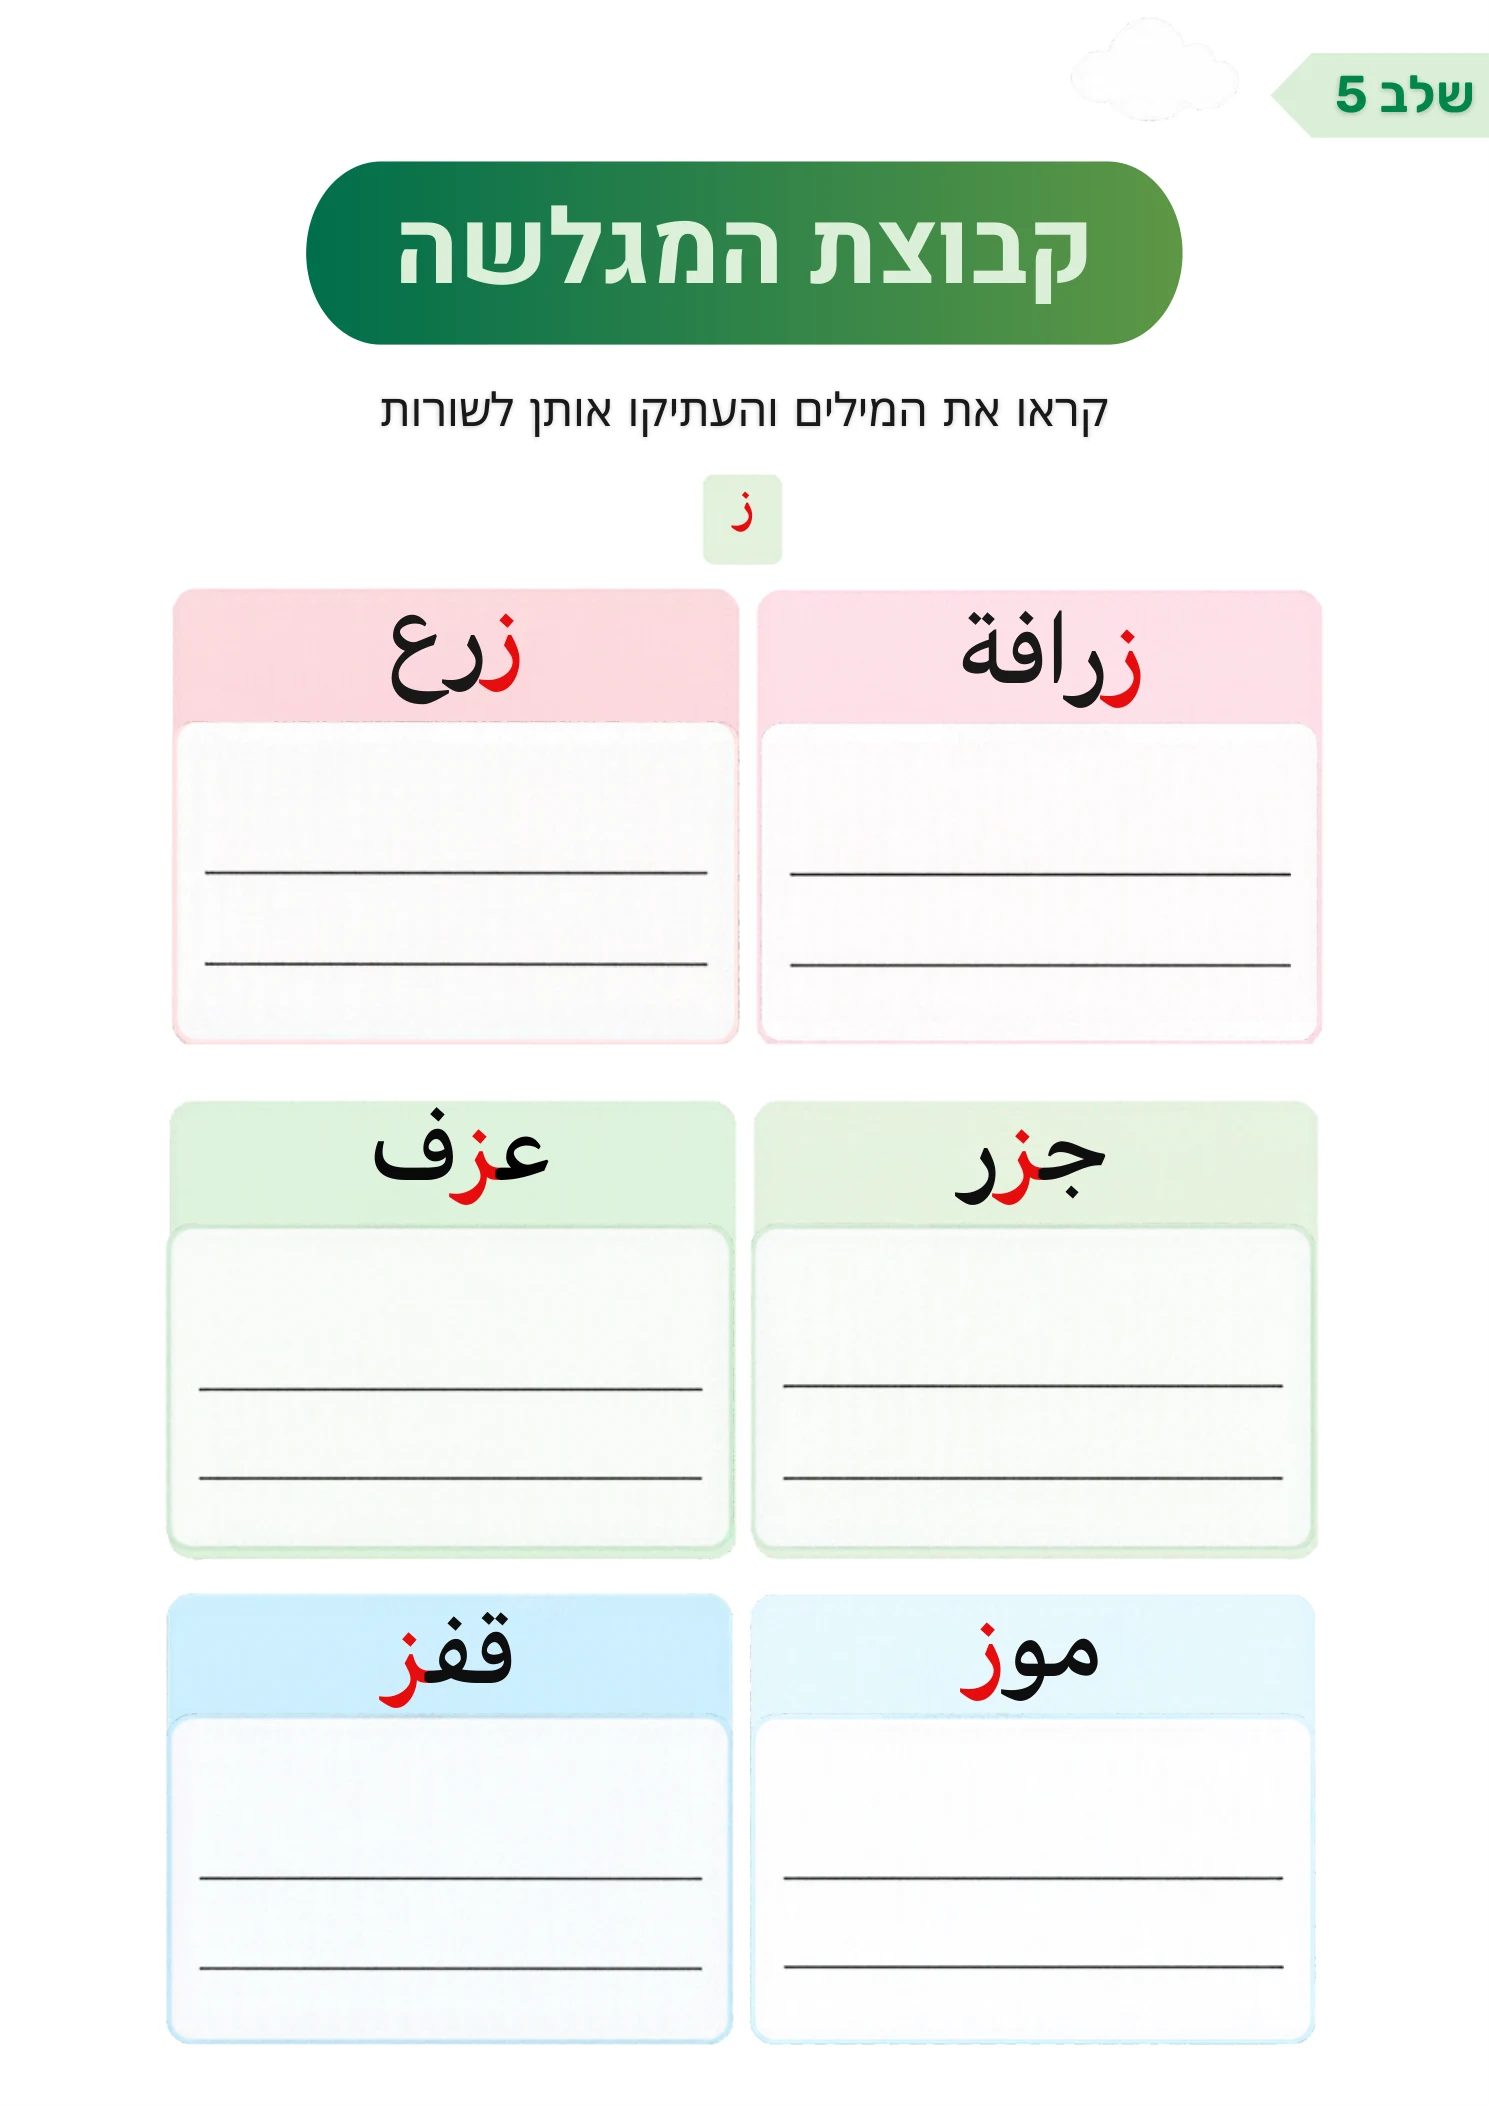 שלב 5
קבוצת המגלשה
קראו את המילים והעתיקו אותן לשורות
ز
زرافة
زرع
جزر
عزف
موز
قفز